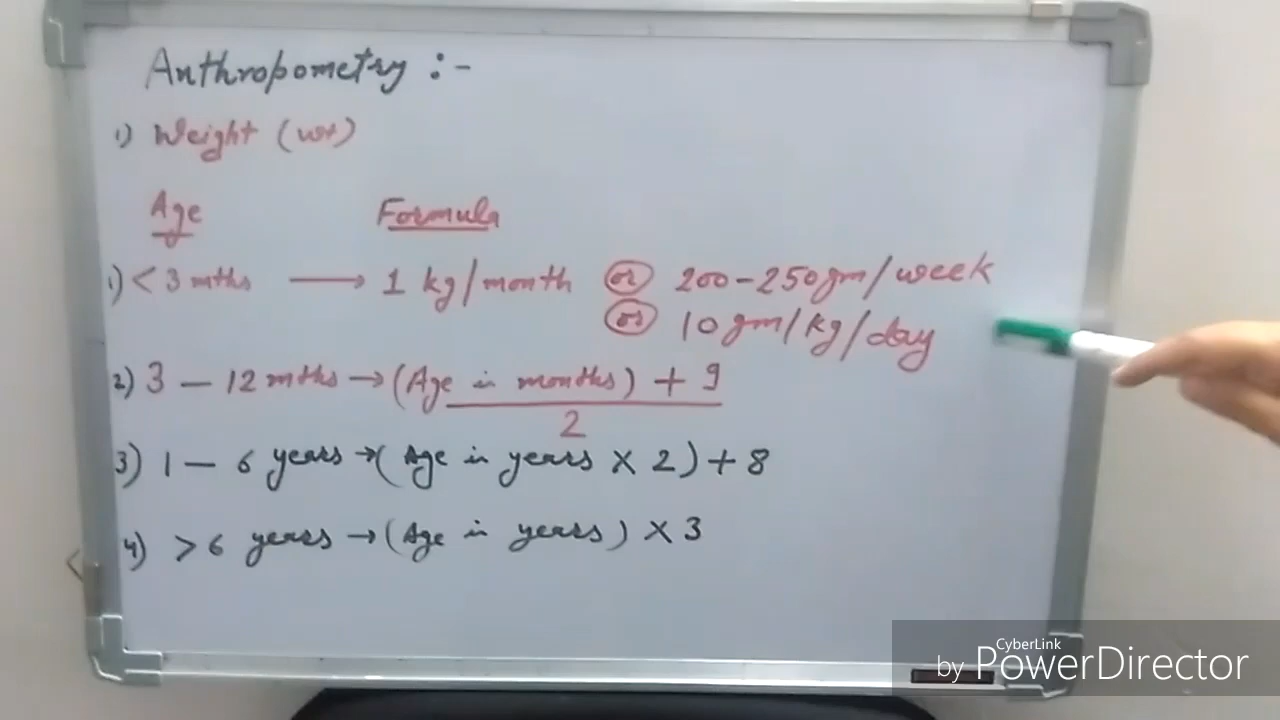 Anthropometry :-
1) Weight (wt)
Age Formula
1) < 3 mths → 1 kg/month or 200-250gm/week
or 10 gm/kg/day
2) 3 - 12 mths → (Age in months) + 9
2
3) 1 - 6 years → (Age in years × 2) + 8
4) > 6 years → (Age in years) × 3
CyberLink
by PowerDirector